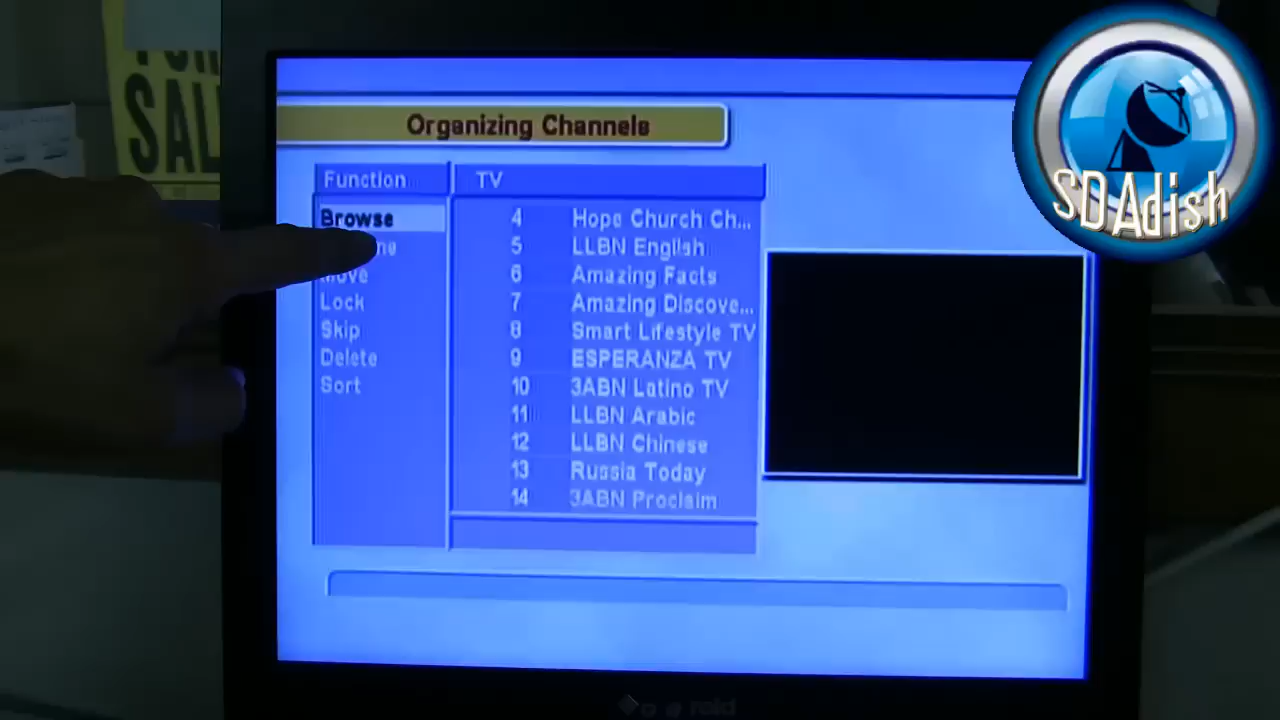 SAL
SDAdish
Organizing Channels
Function
TV
Browse
4 Hope Church Ch...
5 LLBN English
Move
6 Amazing Facts
Lock
7 Amazing Discove...
Skip
8 Smart Lifestyle TV
Delete
9 ESPERANZA TV
Sort
10 3ABN Latino TV
11 LLBN Arabic
12 LLBN Chinese
13 Russia Today
14 3ABN Proclaim